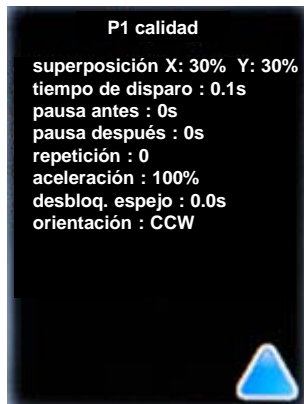 P1 calidad
superposición X: 30% Y: 30%
tiempo de disparo : 0.1s
pausa antes : 0s
pausa después : 0s
repetición : 0
aceleración : 100%
desbloq. espejo : 0.0s
orientación : CCW